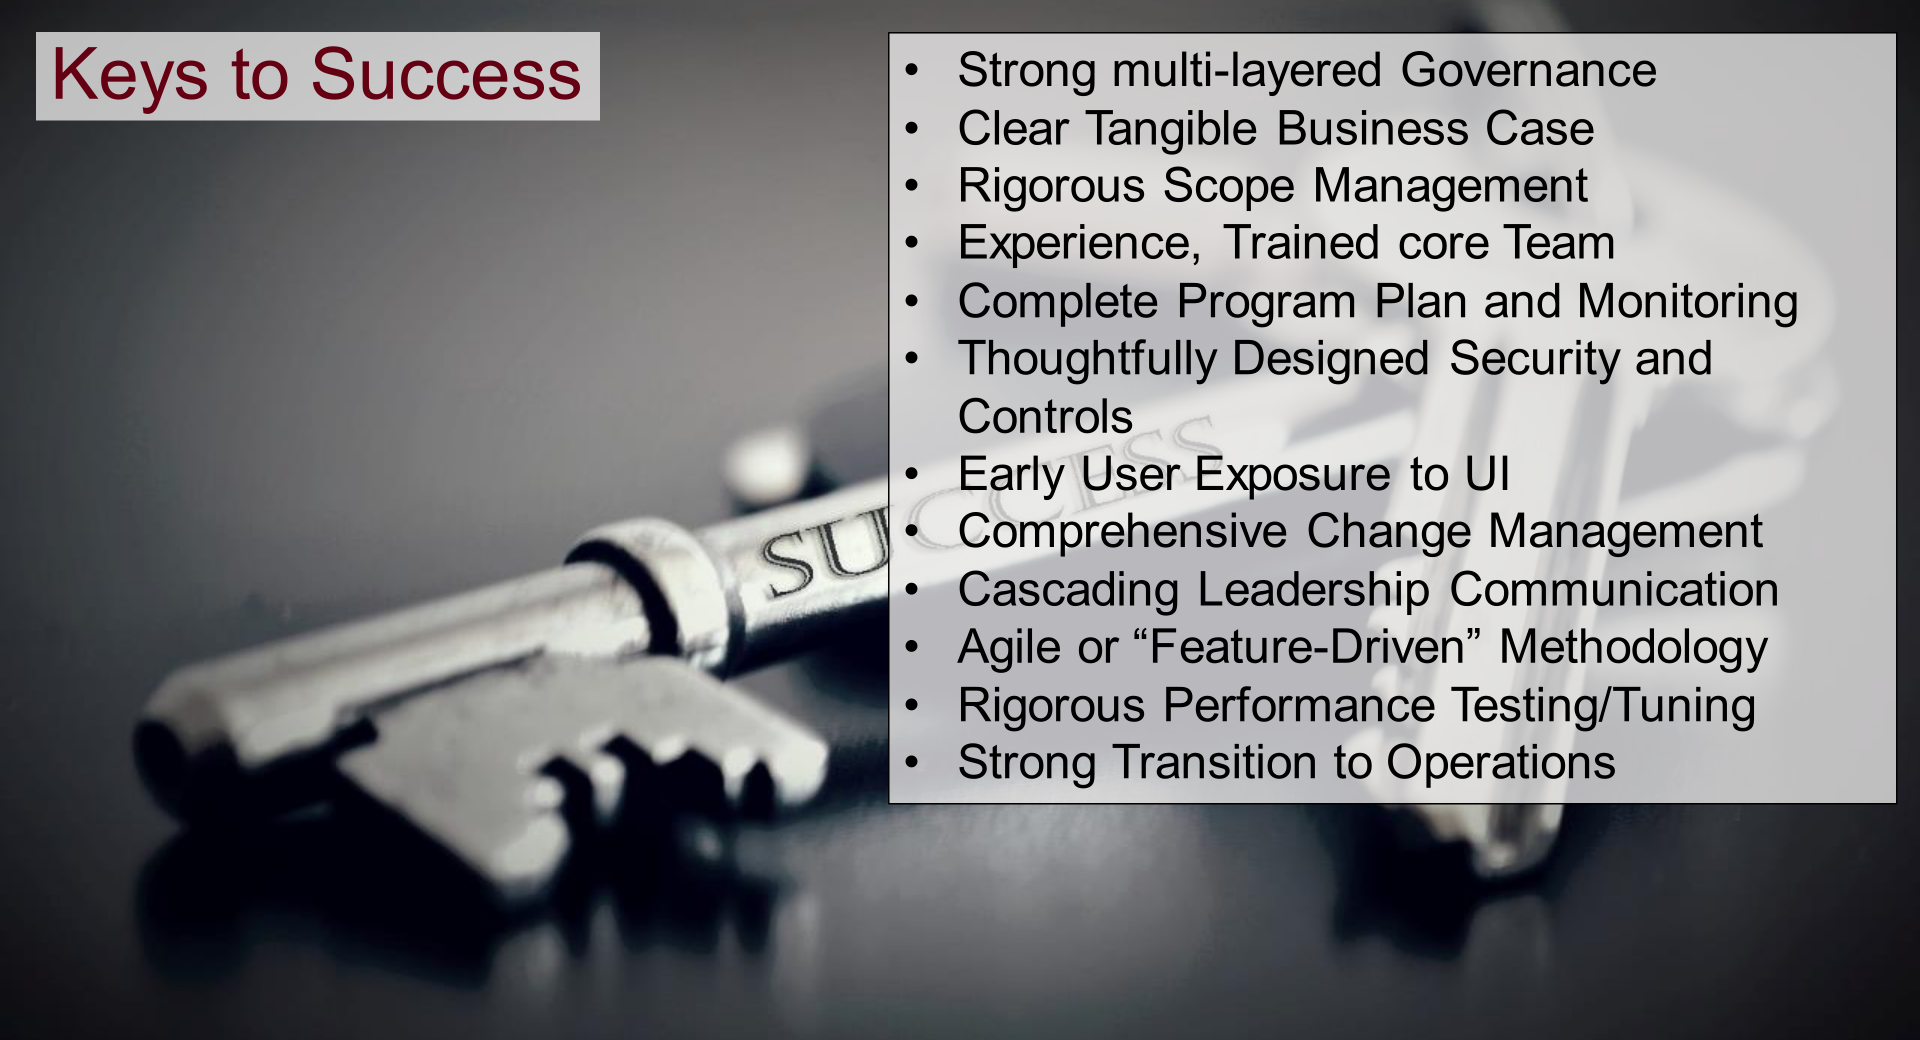 Keys to Success
• Strong multi-layered Governance
• Clear Tangible Business Case
• Rigorous Scope Management
• Experience, Trained core Team
• Complete Program Plan and Monitoring
• Thoughtfully Designed Security and
Controls
• Early User Exposure to UI
• Comprehensive Change Management
• Cascading Leadership Communication
• Agile or “Feature-Driven” Methodology
• Rigorous Performance Testing/Tuning
• Strong Transition to Operations
SUCCESS